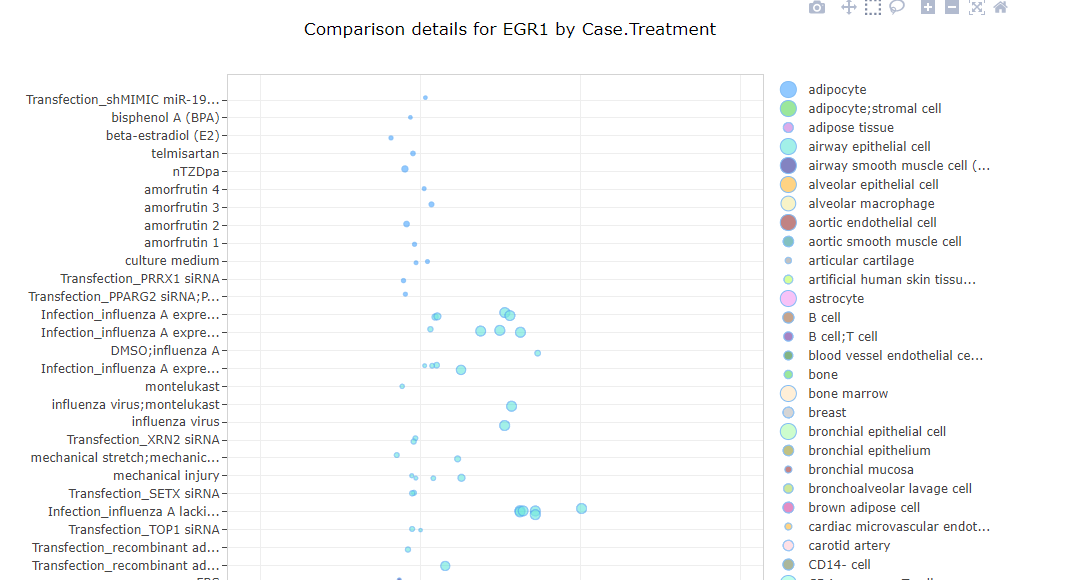 Comparison details for EGR1 by Case.Treatment
Transfection_shMIMIC miR-19...
bisphenol A (BPA)
beta-estradiol (E2)
telmisartan
nTZDpa
amorfrutin 4
amorfrutin 3
amorfrutin 2
amorfrutin 1
culture medium
Transfection_PRRX1 siRNA
Transfection_PPARG2 siRNA;P...
Infection_influenza A expre...
Infection_influenza A expre...
DMSO;influenza A
Infection_influenza A expre...
montelukast
influenza virus;montelukast
influenza virus
Transfection_XRN2 siRNA
mechanical stretch;mechanic...
mechanical injury
Transfection_SETX siRNA
Infection_influenza A lacki...
Transfection_TOP1 siRNA
Transfection_recombinant ad...
Transfection_recombinant ad...
adipocyte
adipocyte;stromal cell
adipose tissue
airway epithelial cell
airway smooth muscle cell (...
alveolar epithelial cell
alveolar macrophage
aortic endothelial cell
aortic smooth muscle cell
articular cartilage
artificial human skin tissu...
astrocyte
B cell
B cell;T cell
blood vessel endothelial ce...
bone
bone marrow
breast
bronchial epithelial cell
bronchial epithelium
bronchial mucosa
bronchoalveolar lavage cell
brown adipose cell
cardiac microvascular endot...
carotid artery
CD14- cell